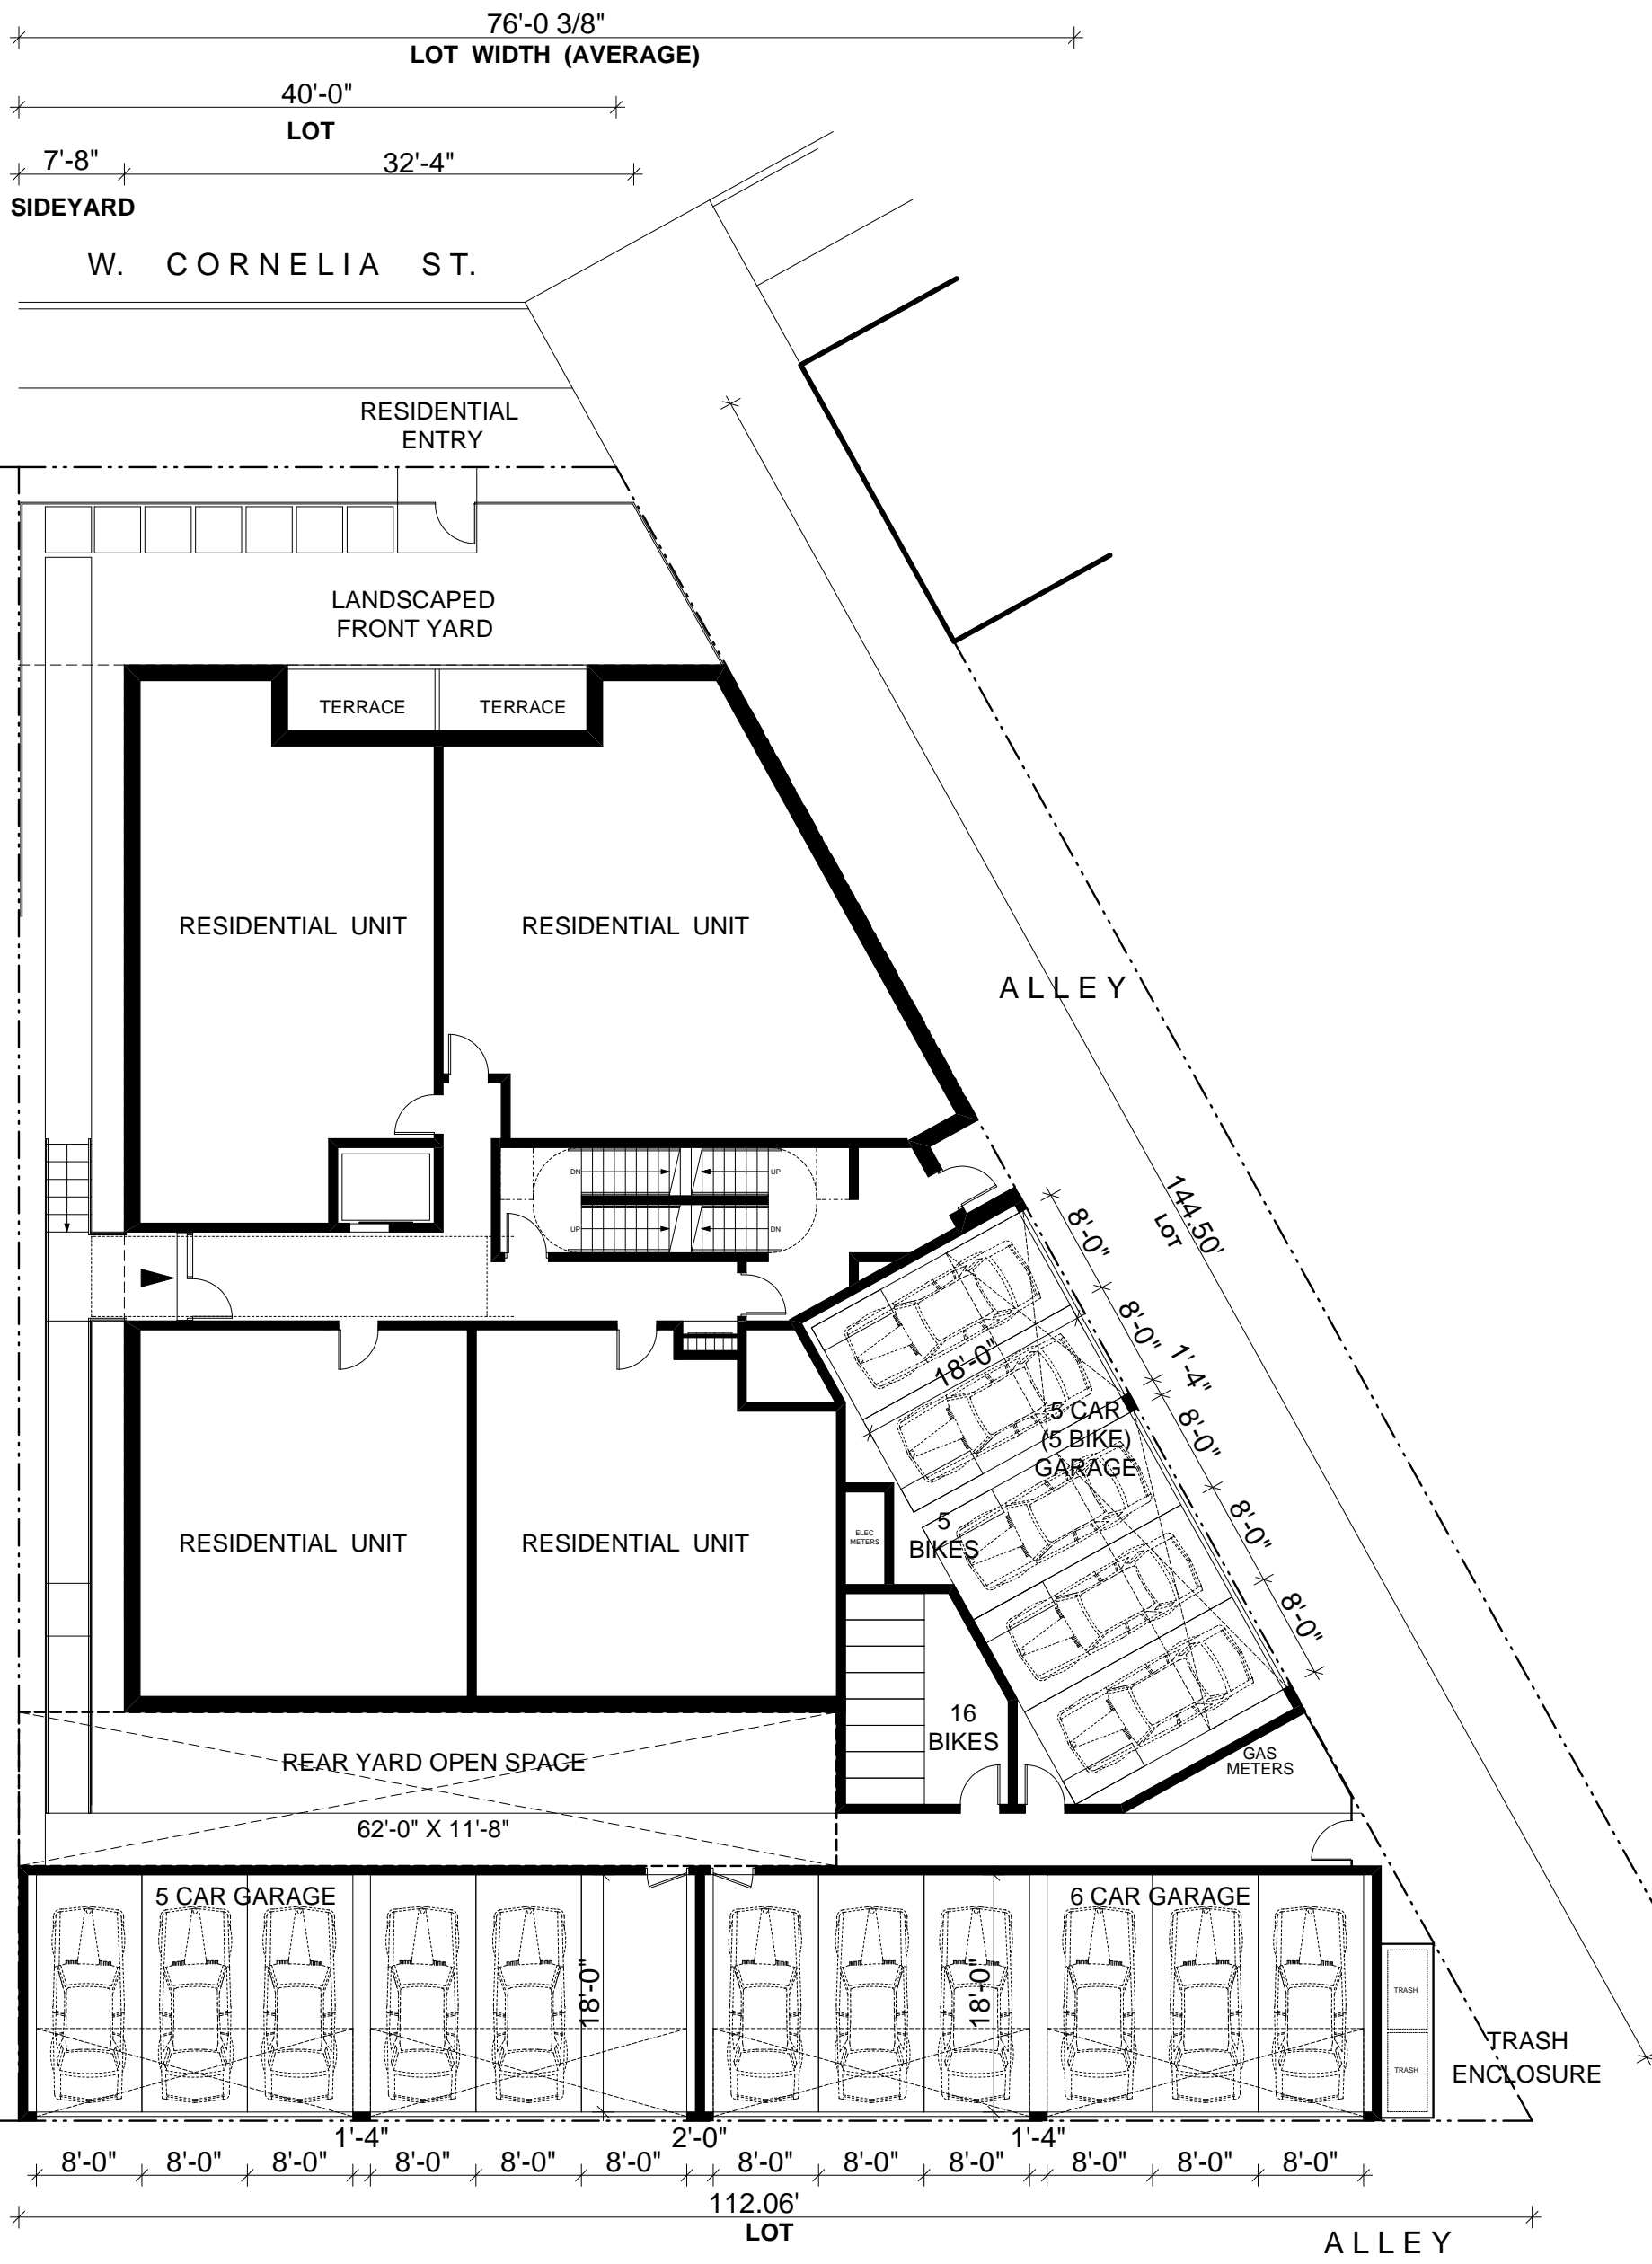 76'-0 3/8"
LOT WIDTH (AVERAGE)
40'-0"
LOT
7'-8" 32'-4"
SIDEYARD
W. CORNELIA ST.
RESIDENTIAL
ENTRY
LANDSCAPED
FRONT YARD
TERRACE TERRACE
RESIDENTIAL UNIT RESIDENTIAL UNIT
ALLEY
DN UP
UP DN
144.50'
LOT
8'-0"
8'-0"
1'-4"
8'-0"
8'-0"
8'-0"
18'-0"
5 CAR
(5 BIKE)
GARAGE
RESIDENTIAL UNIT RESIDENTIAL UNIT
ELEC
METERS
5
BIKES
16
BIKES
GAS
METERS
REAR YARD OPEN SPACE
62'-0" X 11'-8"
5 CAR GARAGE 6 CAR GARAGE
18'-0" 18'-0"
TRASH
TRASH
TRASH
ENCLOSURE
1'-4" 2'-0" 1'-4"
8'-0" 8'-0" 8'-0" 8'-0" 8'-0" 8'-0" 8'-0" 8'-0" 8'-0" 8'-0" 8'-0" 8'-0"
112.06'
LOT
ALLEY